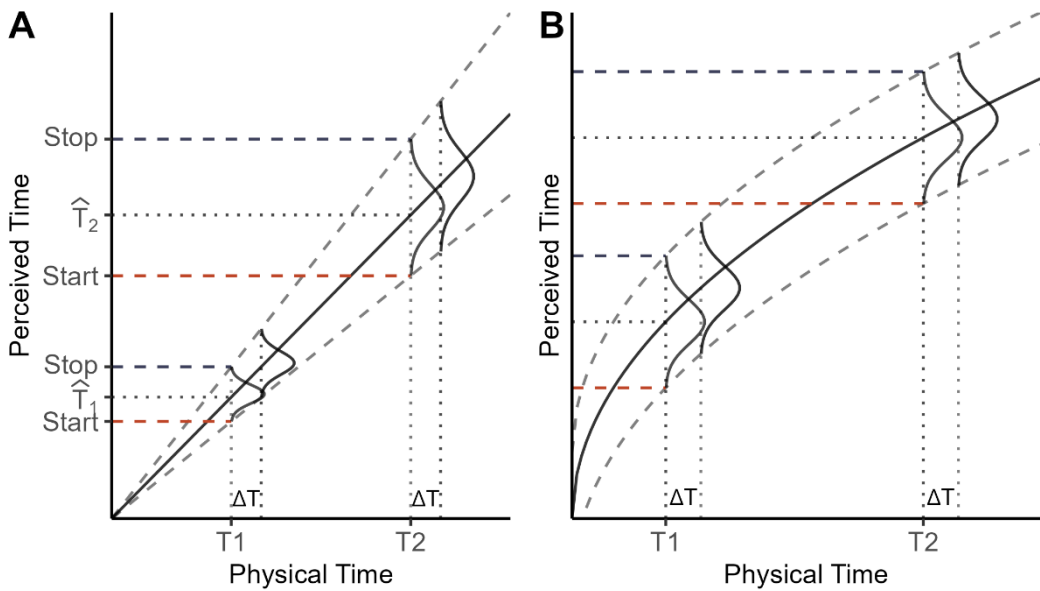 A
Perceived Time
Stop
T̂2
Start
Stop
T̂1
Start
ΔT
ΔT
T1
T2
Physical Time
B
Perceived Time
ΔT
ΔT
T1
T2
Physical Time